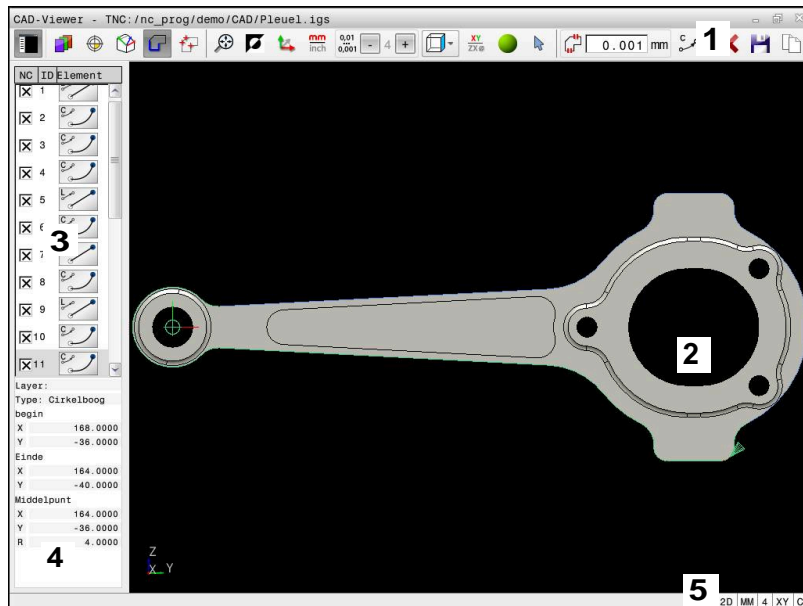 CAD-Viewer - TNC:/nc_prog/demo/CAD/Pleuel.igs
mm
inch
0,01
0,001
- 4 +
XY
ZXø
0.001 mm
C
1
NC ID Element
1
2 C
3 C
4 C
5 L
6 C
7
8 C
9 L
10 C
11 C
3
2
Layer:
Type: Cirkelboog
begin
X 168.0000
Y -36.0000
Einde
X 164.0000
Y -40.0000
Middelpunt
X 164.0000
Y -36.0000
R 4.0000
4
Z
X Y
5
2D MM 4 XY C